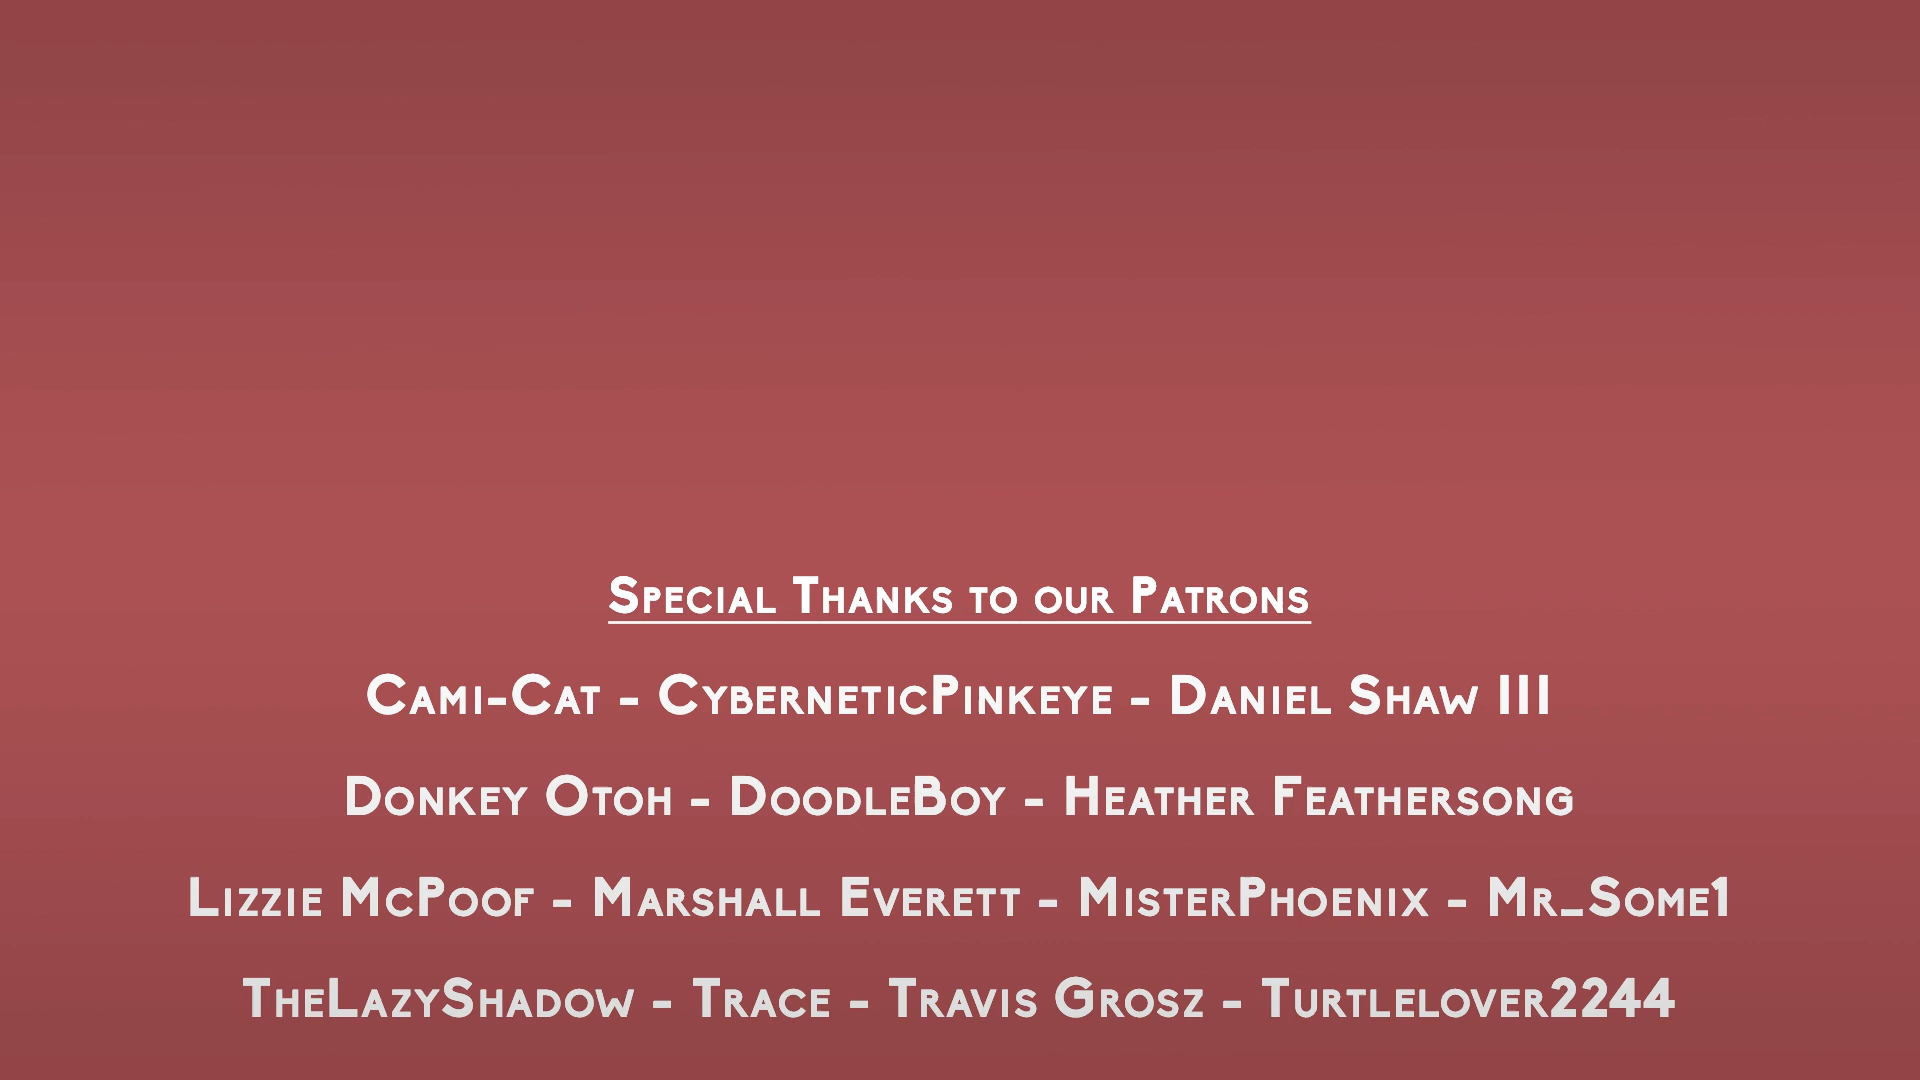 Special Thanks to our Patrons
Cami-Cat - CyberneticPinkeye - Daniel Shaw III
Donkey Otoh - DoodleBoy - Heather Feathersong
Lizzie McPoof - Marshall Everett - MisterPhoenix - Mr_Some1
TheLazyShadow - Trace - Travis Grosz - Turtlelover2244